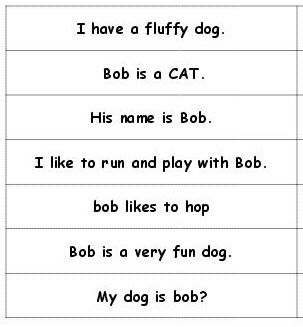 I have a fluffy dog.
Bob is a CAT.
His name is Bob.
I like to run and play with Bob.
bob likes to hop
Bob is a very fun dog.
My dog is bob?